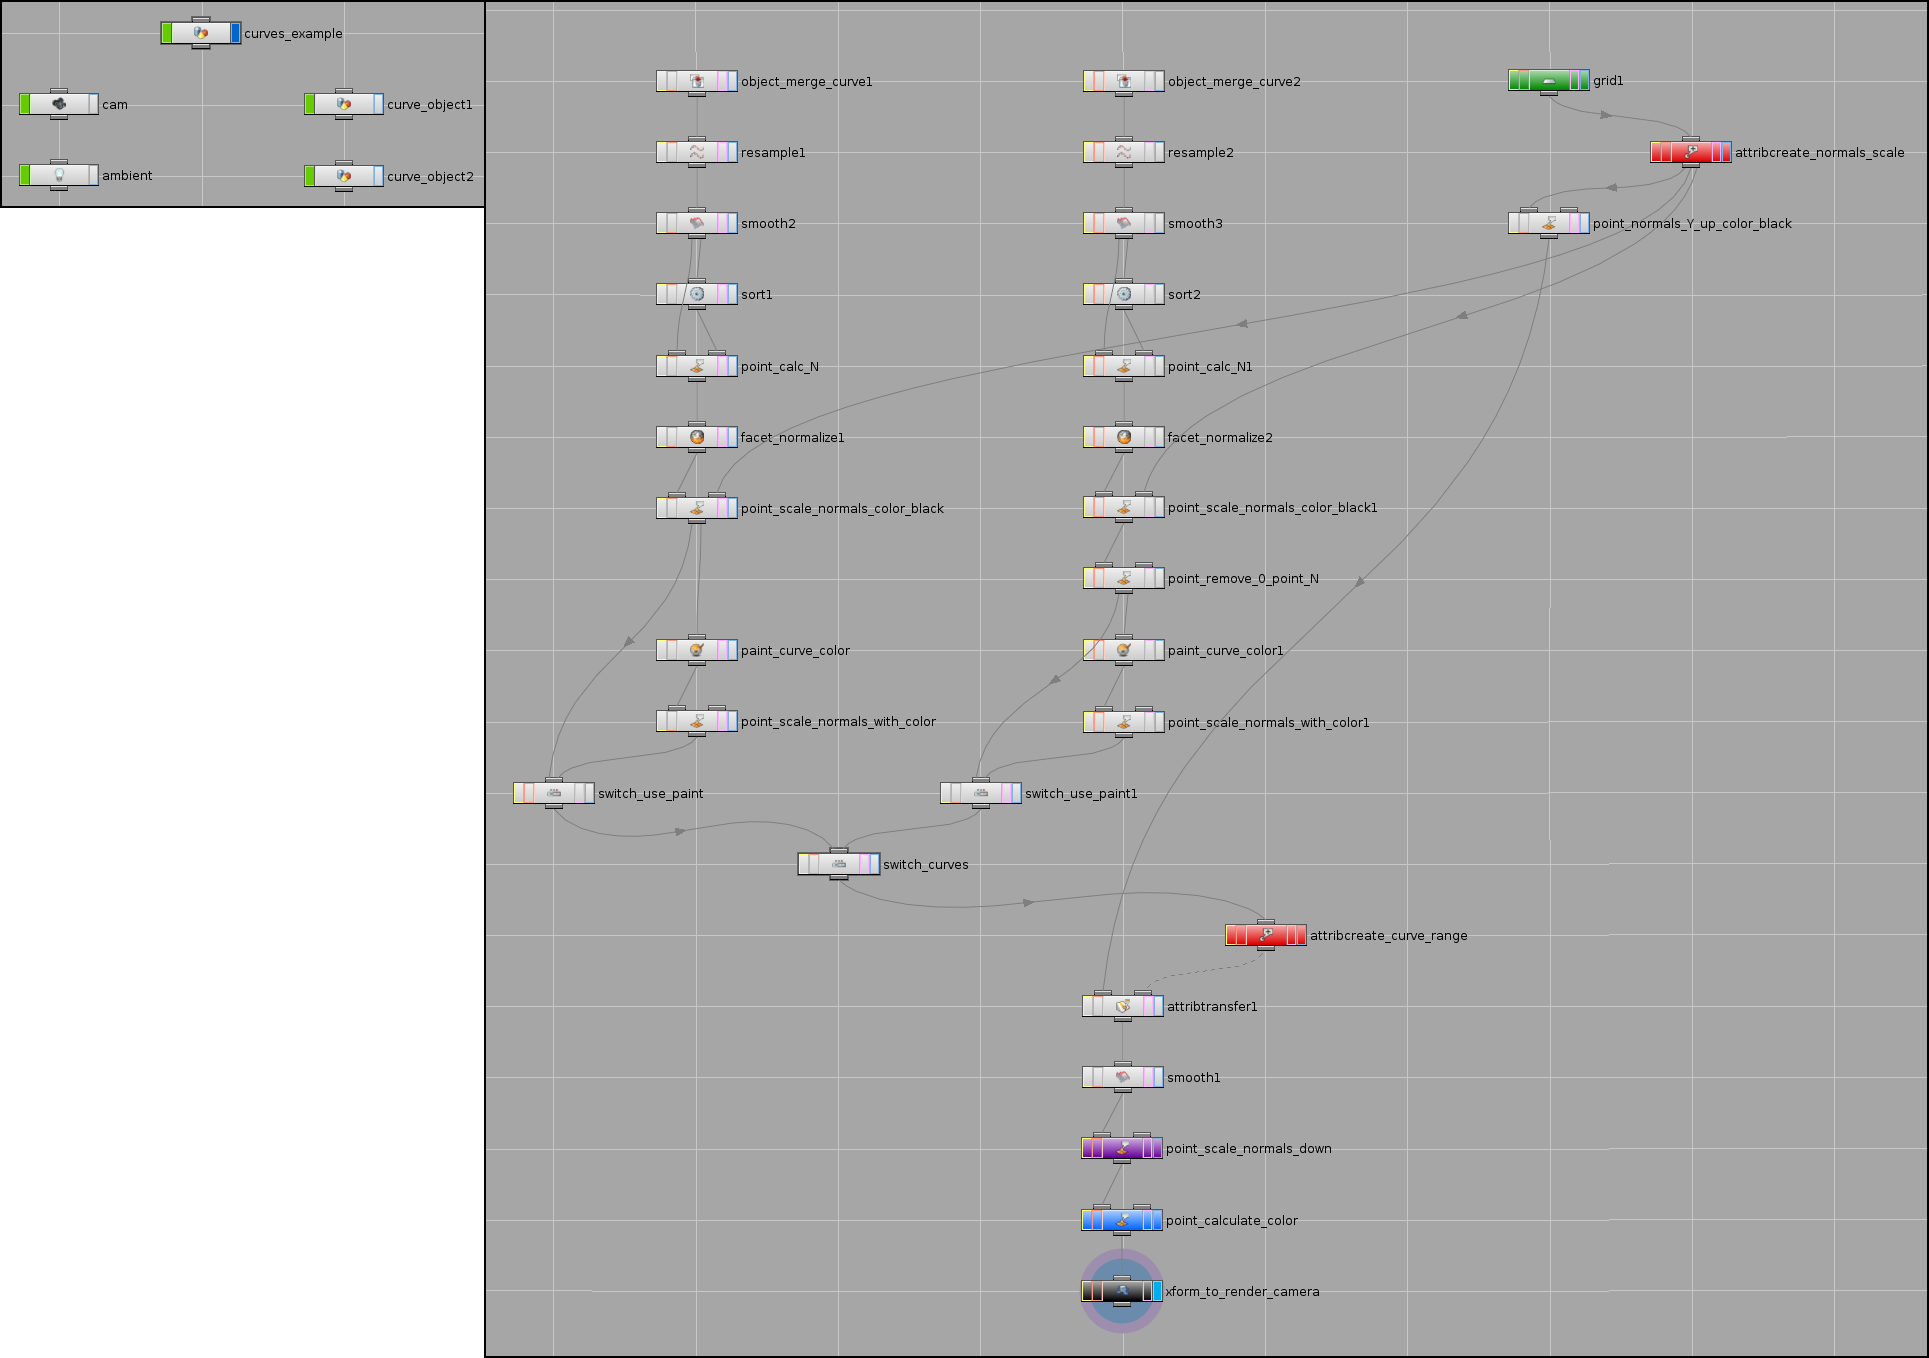 curves_example
cam
curve_object1
ambient
curve_object2
object_merge_curve1
object_merge_curve2
grid1
resample1
resample2
attribcreate_normals_scale
smooth2
smooth3
point_normals_Y_up_color_black
sort1
sort2
point_calc_N
point_calc_N1
facet_normalize1
facet_normalize2
point_scale_normals_color_black
point_scale_normals_color_black1
point_remove_0_point_N
paint_curve_color
paint_curve_color1
point_scale_normals_with_color
point_scale_normals_with_color1
switch_use_paint
switch_use_paint1
switch_curves
attribcreate_curve_range
attribtransfer1
smooth1
point_scale_normals_down
point_calculate_color
xform_to_render_camera